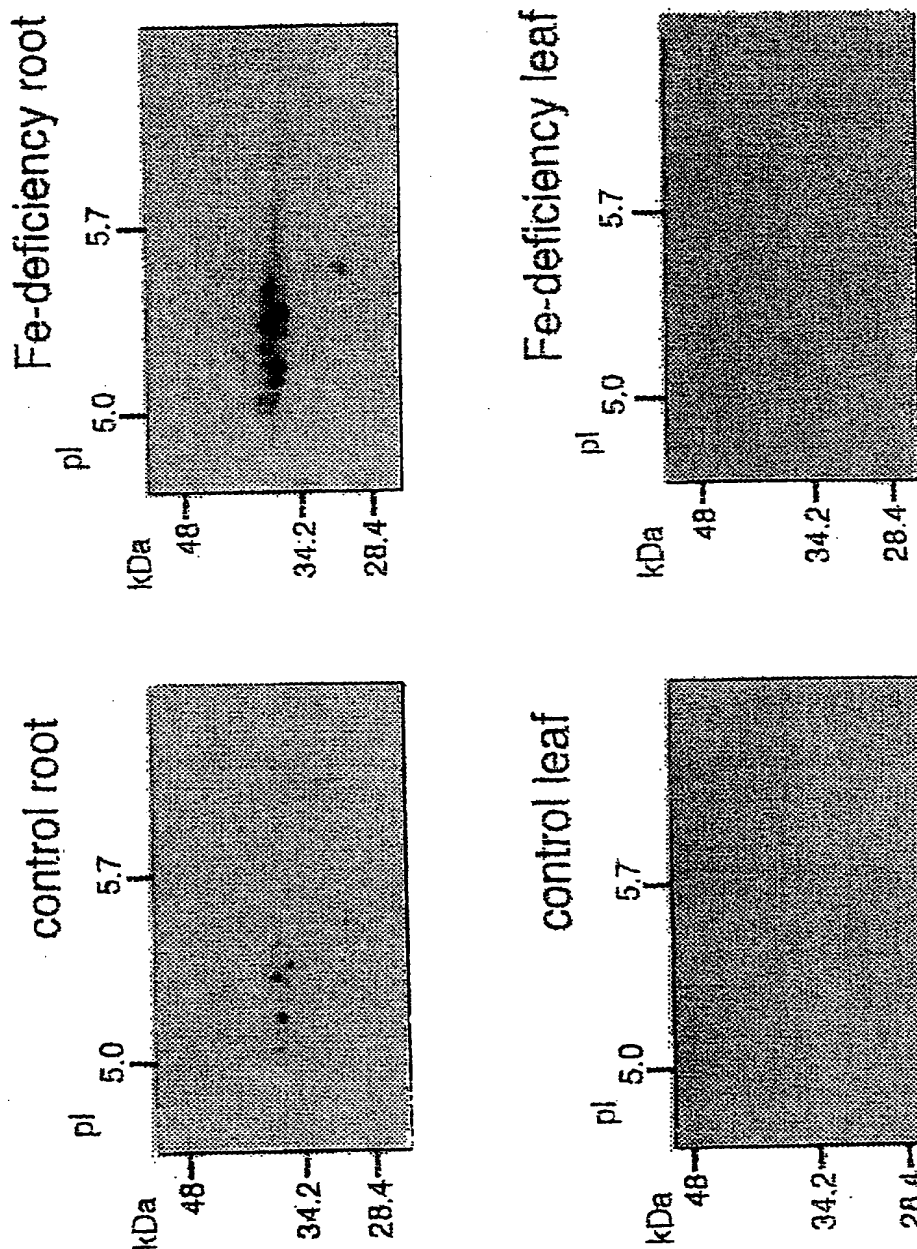 control root
pI 5.0 5.7
kDa
48
34.2
28.4
Fe-deficiency root
pI 5.0 5.7
kDa
48
34.2
28.4
control leaf
pI 5.0 5.7
kDa
48
34.2
28.4
Fe-deficiency leaf
pI 5.0 5.7
kDa
48
34.2
28.4